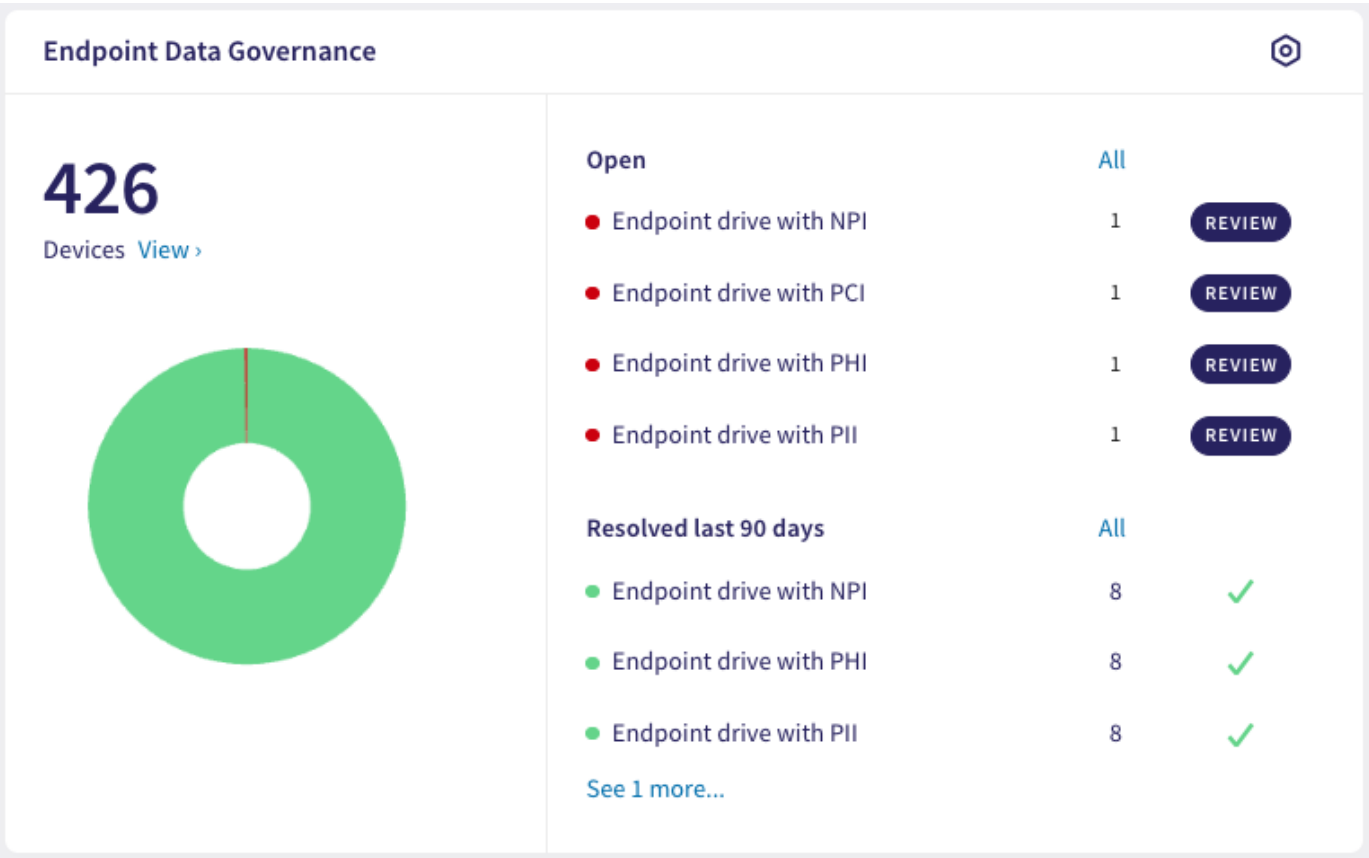 Endpoint Data Governance
426
Devices View ›
Open All
Endpoint drive with NPI 1 REVIEW
Endpoint drive with PCI 1 REVIEW
Endpoint drive with PHI 1 REVIEW
Endpoint drive with PII 1 REVIEW
Resolved last 90 days All
Endpoint drive with NPI 8
Endpoint drive with PHI 8
Endpoint drive with PII 8
See 1 more...